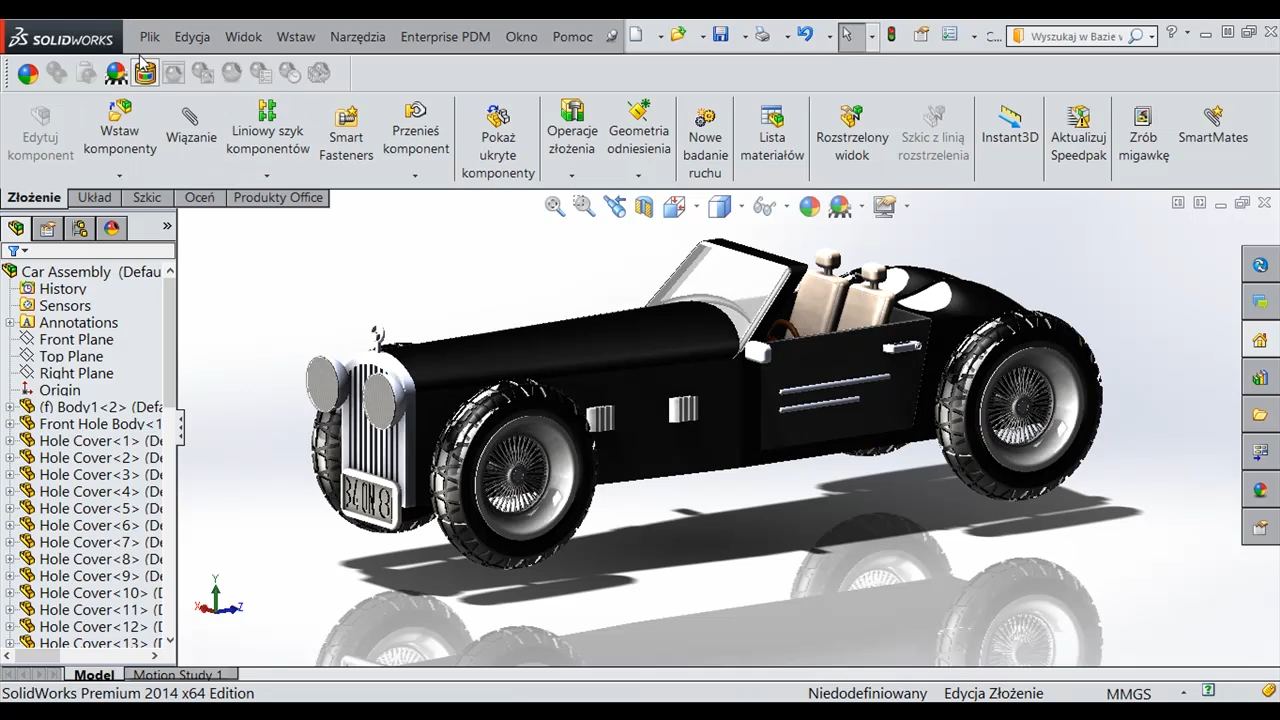 SOLIDWORKS Plik Edycja Widok Wstaw Narzędzia Enterprise PDM Okno Pomoc C... Wyszukaj w Bazie w ?
Edytuj komponent
Wstaw komponenty
Wiązanie
Liniowy szyk komponentów
Smart Fasteners
Przenieś komponent
Pokaż ukryte komponenty
Operacje złożenia
Geometria odniesienia
Nowe badanie ruchu
Lista materiałów
Rozstrzelony widok
Szkic z linią rozstrzelenia
Instant3D
Aktualizuj Speedpak
Zrób migawkę
SmartMates
Złożenie Układ Szkic Oceń Produkty Office
»
Car Assembly (Defau
History
Sensors
Annotations
Front Plane
Top Plane
Right Plane
Origin
(f) Body1<2> (Defa
Front Hole Body<1
Hole Cover<1> (De
Hole Cover<2> (De
Hole Cover<3> (De
Hole Cover<4> (De
Hole Cover<5> (De
Hole Cover<6> (De
Hole Cover<7> (De
Hole Cover<8> (De
Hole Cover<9> (De
Hole Cover<10> (D
Hole Cover<11> (D
Hole Cover<12> (D
Hole Cover<13> (D
Y
X Z
Model Motion Study 1
SolidWorks Premium 2014 x64 Edition Niedodefiniowany Edycja Złożenie MMGS